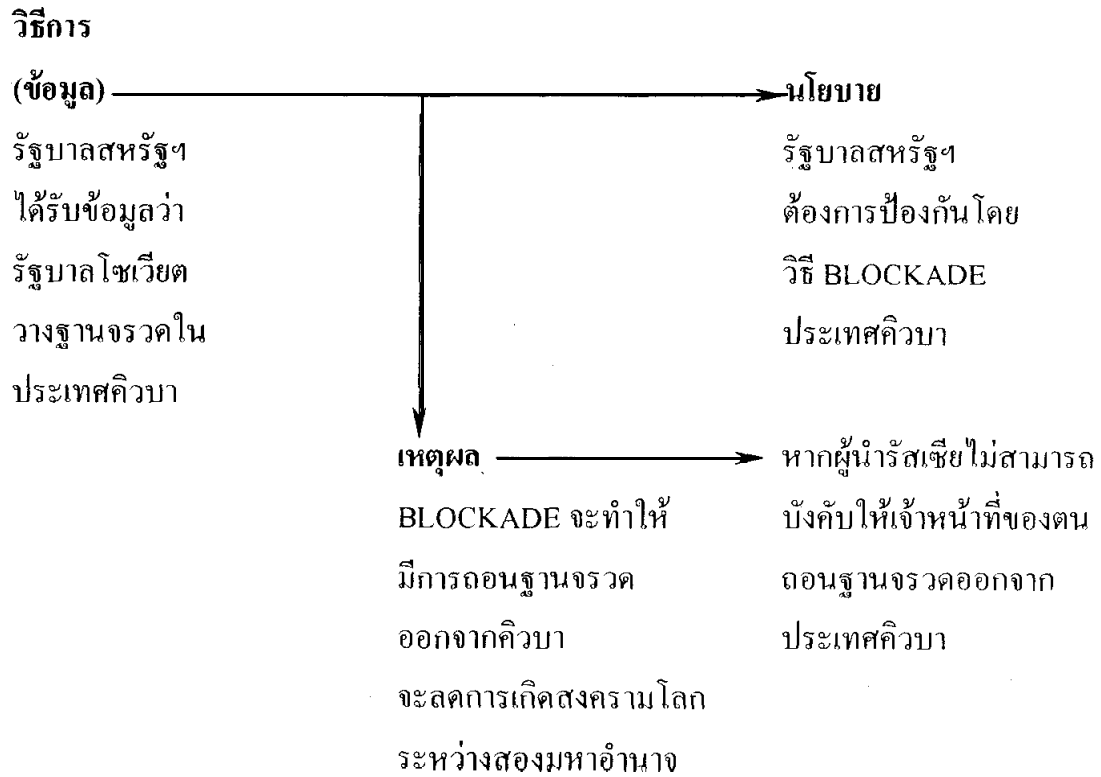 วิธีการ
(ข้อมูล)
รัฐบาลสหรัฐฯ
ได้รับข้อมูลว่า
รัฐบาลโซเวียต
วางฐานจรวดใน
ประเทศคิวบา
นโยบาย
รัฐบาลสหรัฐฯ
ต้องการป้องกันโดย
วิธี BLOCKADE
ประเทศคิวบา
เหตุผล
BLOCKADE จะทำให้
มีการถอนฐานจรวด
ออกจากคิวบา
จะลดการเกิดสงครามโลก
ระหว่างสองมหาอำนาจ
หากผู้นำรัสเซียไม่สามารถ
บังคับให้เจ้าหน้าที่ของตน
ถอนฐานจรวดออกจาก
ประเทศคิวบา